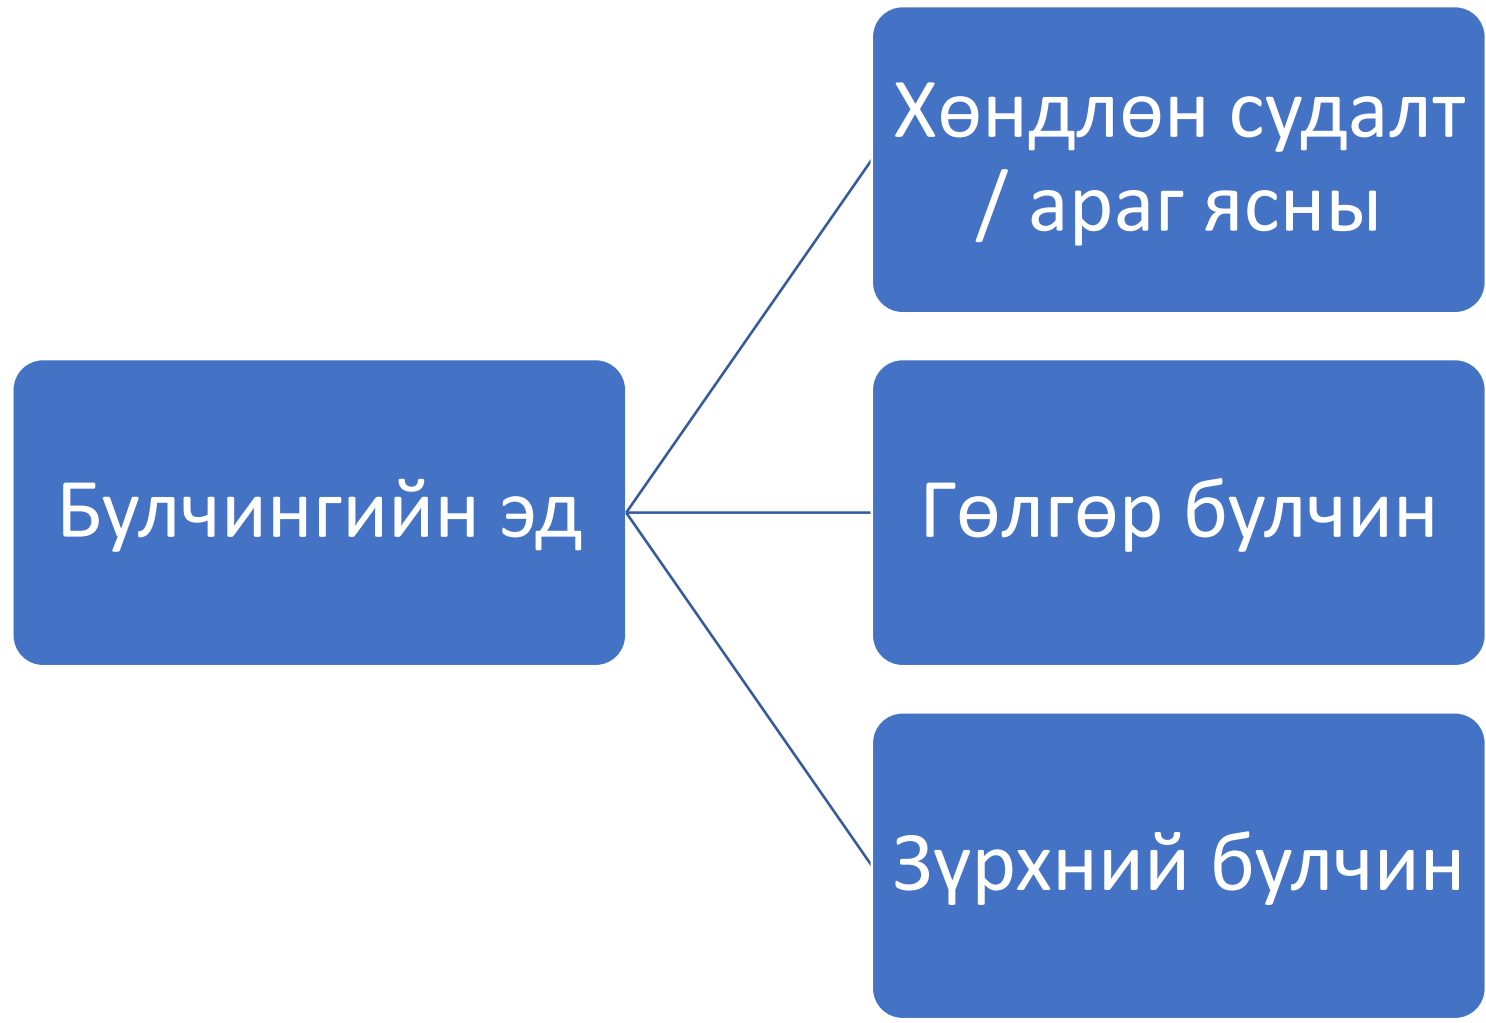 Булчингийн эд
Хөндлөн судалт
/ араг ясны
Гөлгөр булчин
Зүрхний булчин